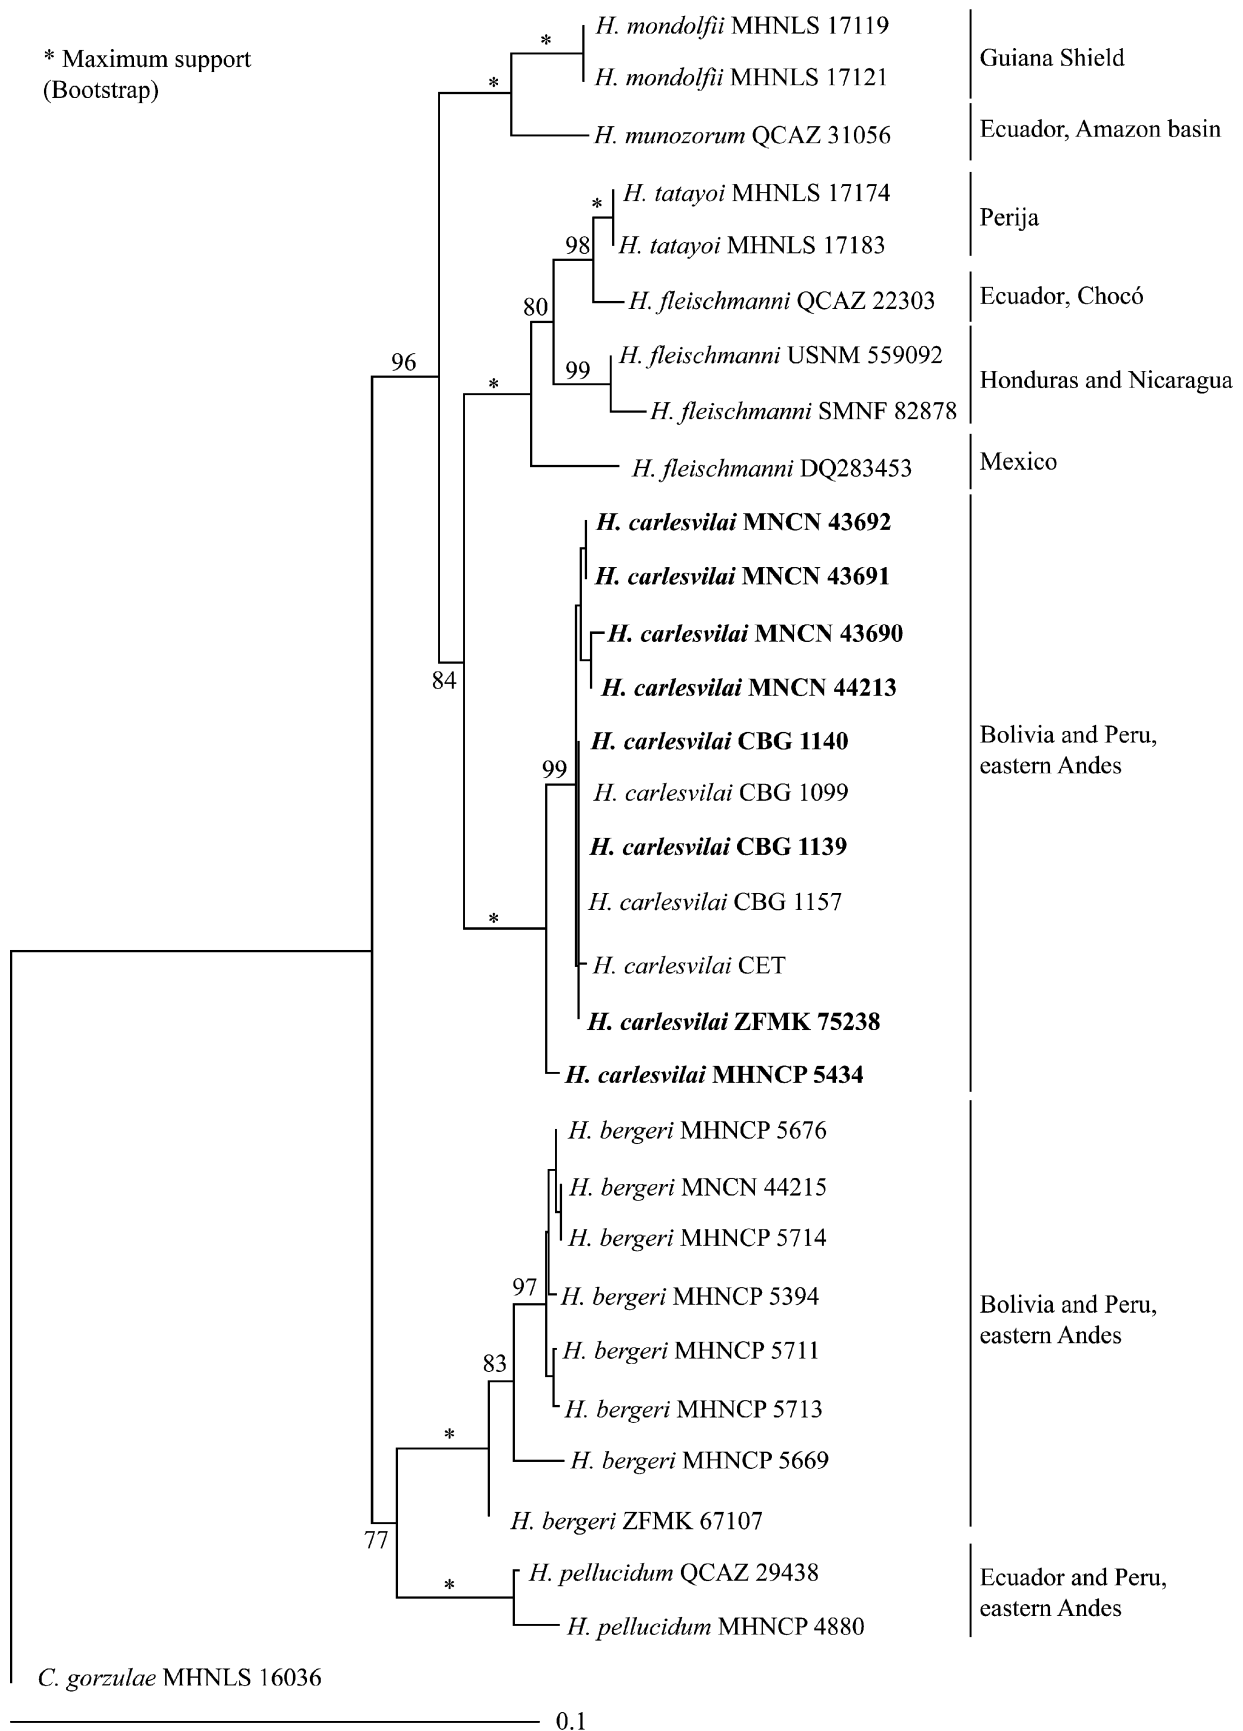 * Maximum support
(Bootstrap)
H. mondolfii MHNLS 17119
*
Guiana Shield
H. mondolfii MHNLS 17121
*
H. munozorum QCAZ 31056
Ecuador, Amazon basin
H. tatayoi MHNLS 17174
*
Perija
98
H. tatayoi MHNLS 17183
H. fleischmanni QCAZ 22303
Ecuador, Chocó
80
H. fleischmanni USNM 559092
96
99
*
Honduras and Nicaragua
H. fleischmanni SMNF 82878
H. fleischmanni DQ283453
Mexico
H. carlesvilai MNCN 43692
H. carlesvilai MNCN 43691
H. carlesvilai MNCN 43690
84
H. carlesvilai MNCN 44213
H. carlesvilai CBG 1140
Bolivia and Peru,
eastern Andes
99
H. carlesvilai CBG 1099
H. carlesvilai CBG 1139
H. carlesvilai CBG 1157
*
H. carlesvilai CET
H. carlesvilai ZFMK 75238
H. carlesvilai MHNCP 5434
H. bergeri MHNCP 5676
H. bergeri MNCN 44215
H. bergeri MHNCP 5714
97
H. bergeri MHNCP 5394
Bolivia and Peru,
eastern Andes
83
H. bergeri MHNCP 5711
H. bergeri MHNCP 5713
*
H. bergeri MHNCP 5669
H. bergeri ZFMK 67107
77
*
H. pellucidum QCAZ 29438
Ecuador and Peru,
eastern Andes
H. pellucidum MHNCP 4880
C. gorzulae MHNLS 16036
0.1